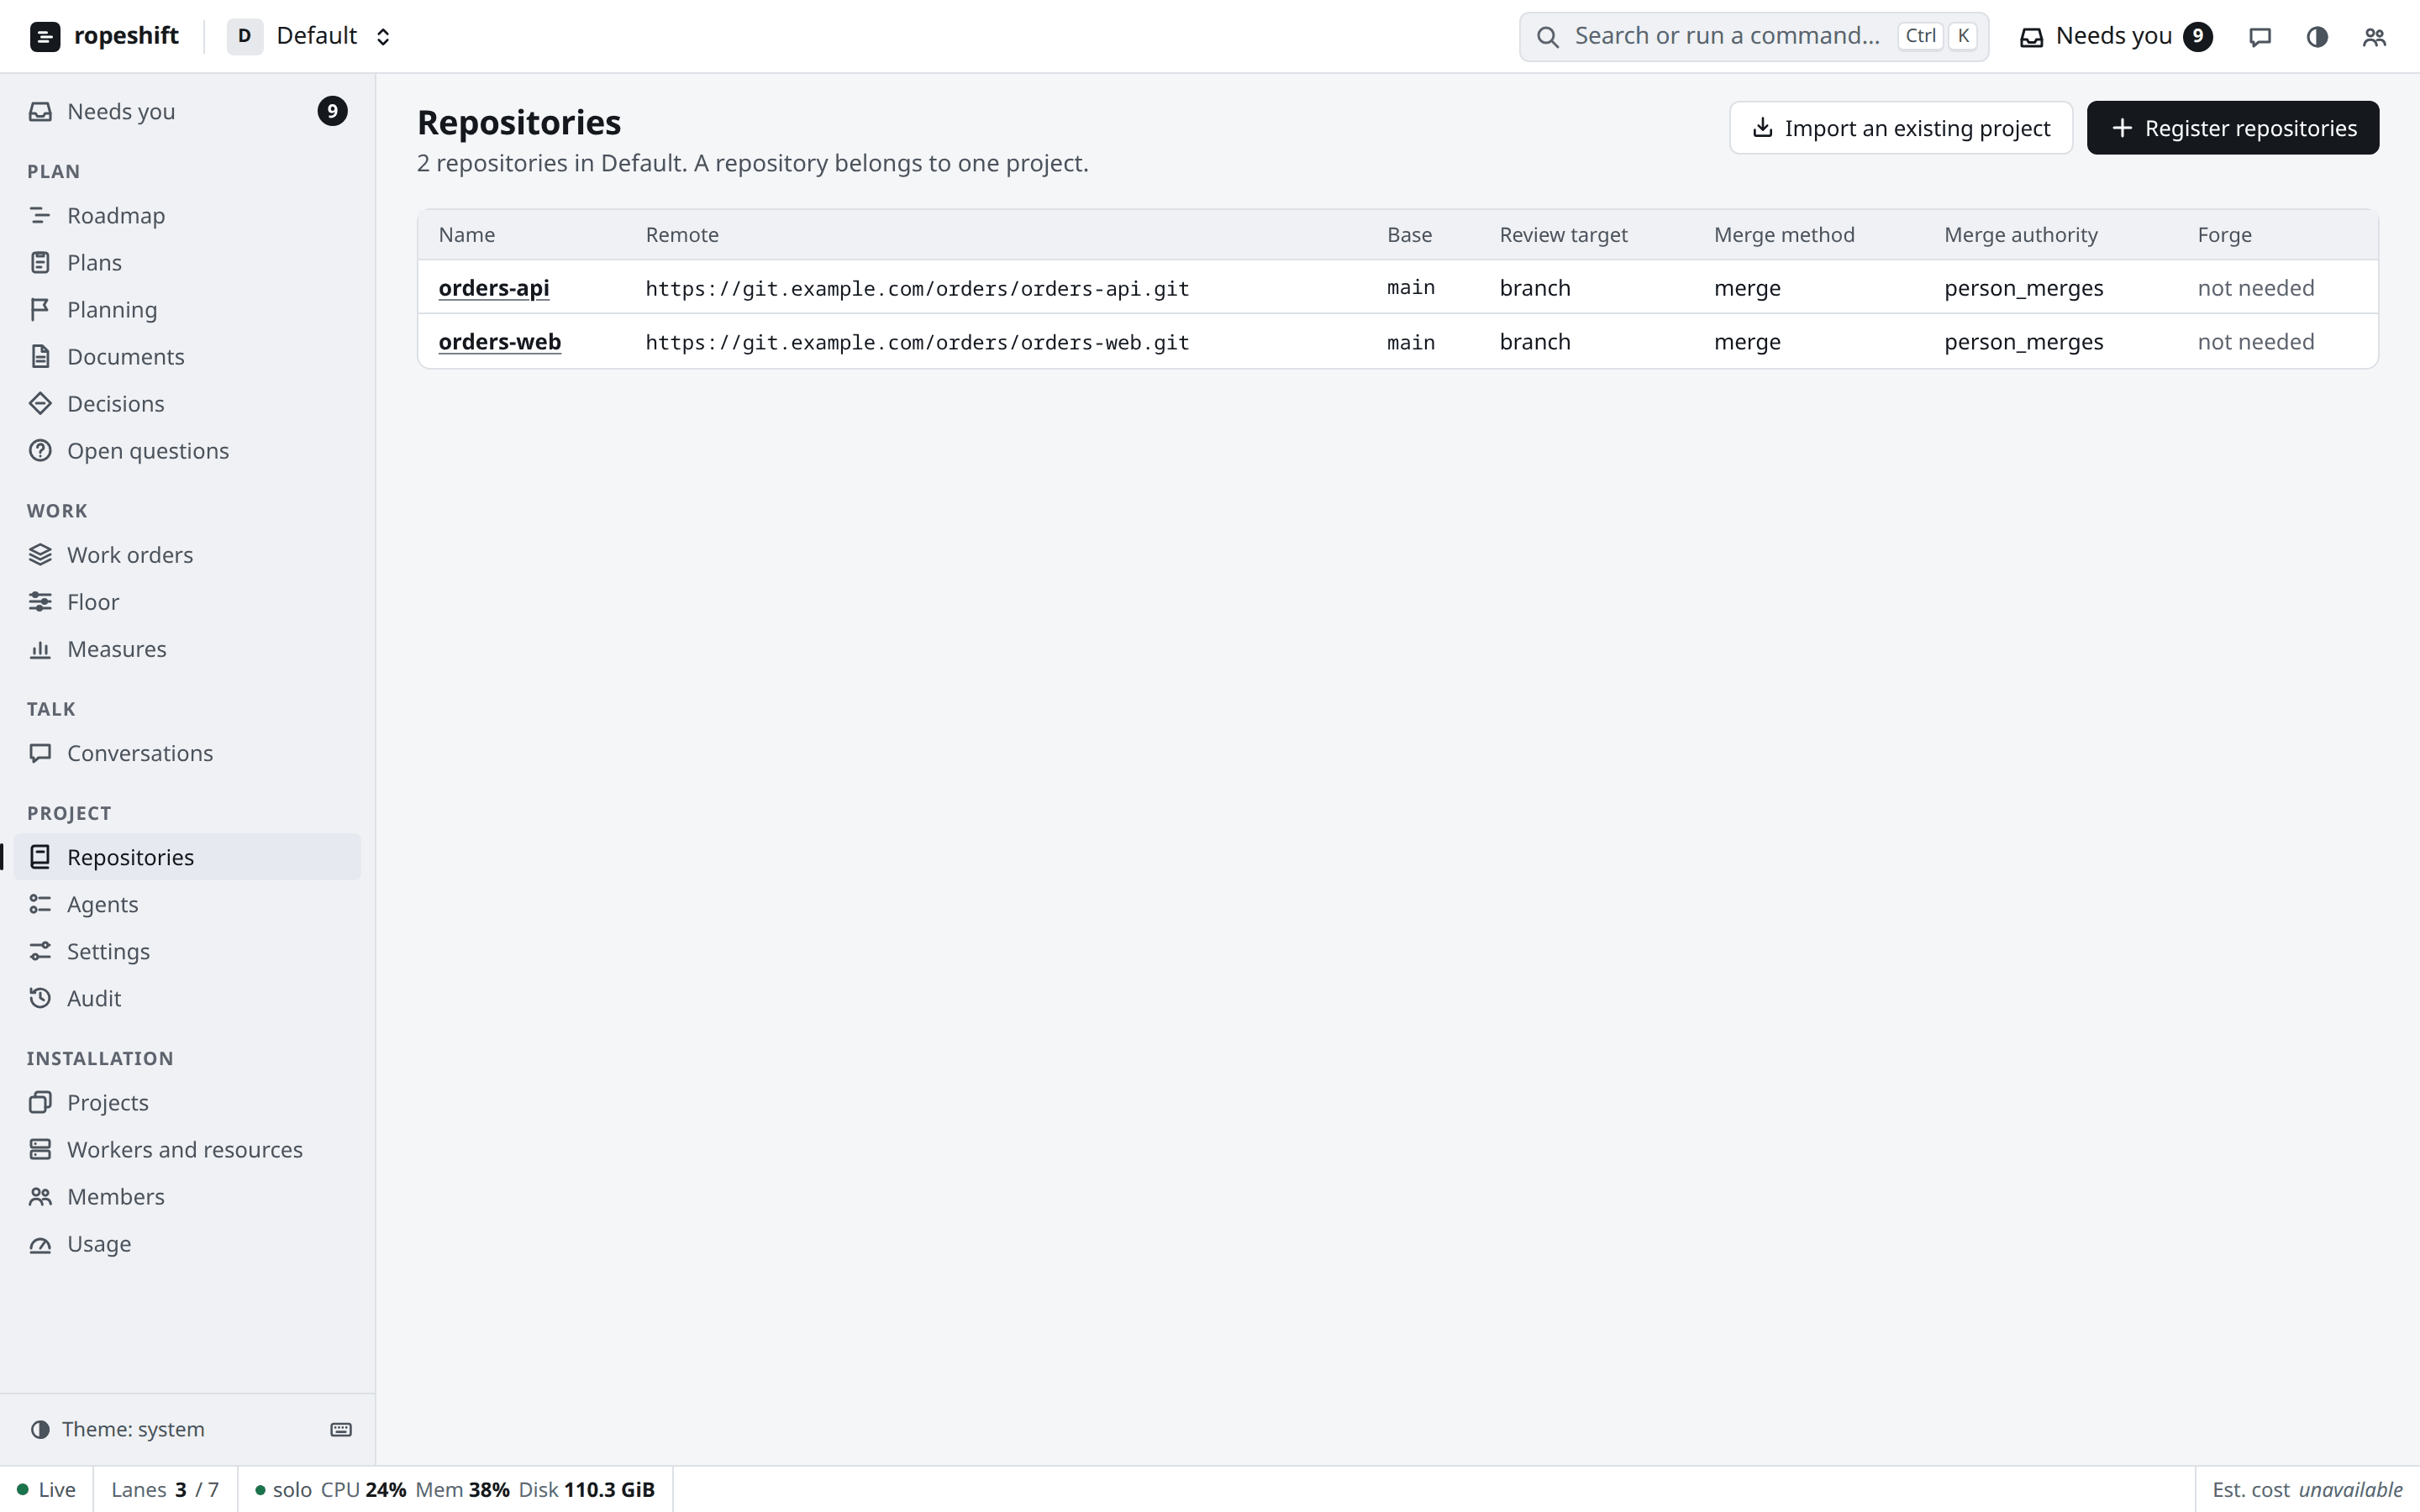 ropeshift D Default Search or run a command... Ctrl K Needs you 9
Needs you 9
PLAN
Roadmap
Plans
Planning
Documents
Decisions
Open questions
WORK
Work orders
Floor
Measures
TALK
Conversations
PROJECT
Repositories
Agents
Settings
Audit
INSTALLATION
Projects
Workers and resources
Members
Usage
Theme: system
Repositories
2 repositories in Default. A repository belongs to one project.
Import an existing project Register repositories
Name Remote Base Review target Merge method Merge authority Forge
orders-api https://git.example.com/orders/orders-api.git main branch merge person_merges not needed
orders-web https://git.example.com/orders/orders-web.git main branch merge person_merges not needed
Live Lanes 3 / 7 solo CPU 24% Mem 38% Disk 110.3 GiB Est. cost unavailable